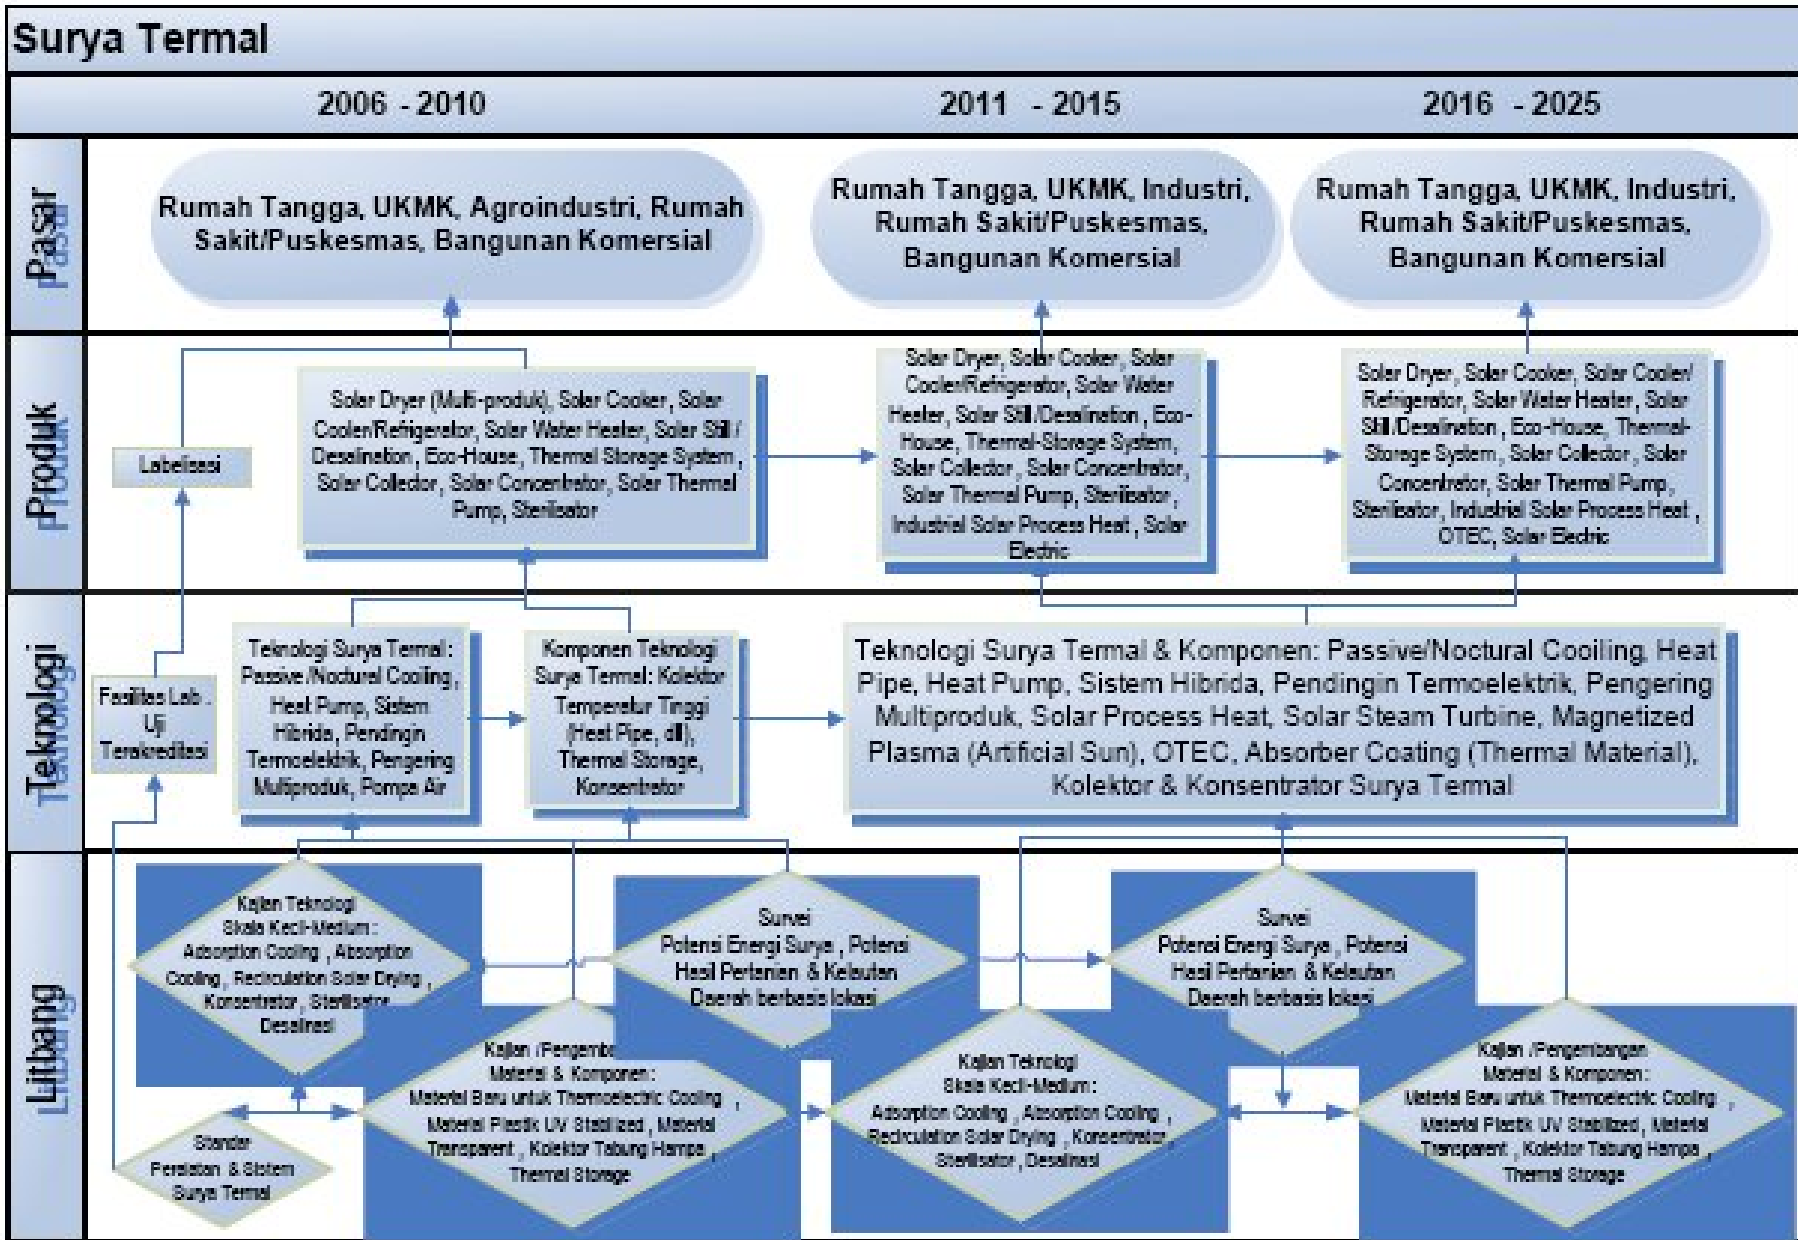 Surya Termal
2006 - 2010
2011 - 2015
2016 - 2025
Pasar
Rumah Tangga, UKMK, Agroindustri, Rumah
Sakit/Puskesmas, Bangunan Komersial
Rumah Tangga, UKMK, Industri,
Rumah Sakit/Puskesmas,
Bangunan Komersial
Rumah Tangga, UKMK, Industri,
Rumah Sakit/Puskesmas,
Bangunan Komersial
Produk
Labelisasi
Solar Dryer (Multi-produk), Solar Cooker, Solar
Cooler/Refrigerator, Solar Water Heater, Solar Still /
Desalination , Eco-House, Thermal Storage System ,
Solar Collector, Solar Concentrator, Solar Thermal
Pump, Sterilisator
Solar Dryer, Solar Cooker, Solar
Cooler/Refrigerator, Solar Water
Heater, Solar Still /Desalination , Eco-
House, Thermal-Storage System,
Solar Collector , Solar Concentrator,
Solar Thermal Pump, Sterilisator ,
Industrial Solar Process Heat , Solar
Electric
Solar Dryer, Solar Cooker, Solar Cooler/
Refrigerator, Solar Water Heater, Solar
Still/Desalination , Eco-House, Thermal-
Storage System , Solar Collector , Solar
Concentrator, Solar Thermal Pump,
Sterilisator, Industrial Solar Process Heat ,
OTEC, Solar Electric
Teknologi
Fasilitas Lab .
Uji
Terakreditasi
Teknologi Surya Termal :
Passive /Noctural Cooling ,
Heat Pump, Sistem
Hibrida, Pendingin
Termoelektrik, Pengering
Multiproduk, Pompa Air
Komponen Teknologi
Surya Termal: Kolektor
Temperatur Tinggi
(Heat Pipe, dll),
Thermal Storage,
Konsentrator
Teknologi Surya Termal & Komponen: Passive/Noctural Cooiling, Heat
Pipe, Heat Pump, Sistem Hibrida, Pendingin Termoelektrik, Pengering
Multiproduk, Solar Process Heat, Solar Steam Turbine, Magnetized
Plasma (Artificial Sun), OTEC, Absorber Coating (Thermal Material),
Kolektor & Konsentrator Surya Termal
Litbang
Kajian Teknologi
Skala Kecil-Medium :
Adsorption Cooling , Absorption
Cooling , Recirculation Solar Drying ,
Konsentrator , Sterilisator
Desalinasi
Survei
Potensi Energi Surya , Potensi
Hasil Pertanian & Kelautan
Daerah berbasis lokasi
Survei
Potensi Energi Surya , Potensi
Hasil Pertanian & Kelautan
Daerah berbasis lokasi
Standar
Peralatan & Sistem
Surya Termal
Kajian /Pengemba
Material & Komponen :
Material Baru untuk Thermoelectric Cooling ,
Material Plastik UV Stabilized , Material
Transparent , Kolektor Tabung Hampa ,
Thermal Storage
Kajian Teknologi
Skala Kecil-Medium :
Adsorption Cooling , Absorption Cooling ,
Recirculation Solar Drying , Konsentrator ,
Sterilisator , Desalinasi
Kajian /Pengembangan
Material & Komponen :
Material Baru untuk Thermoelectric Cooling ,
Material Plastik UV Stabilized , Material
Transparent , Kolektor Tabung Hampa ,
Thermal Storage